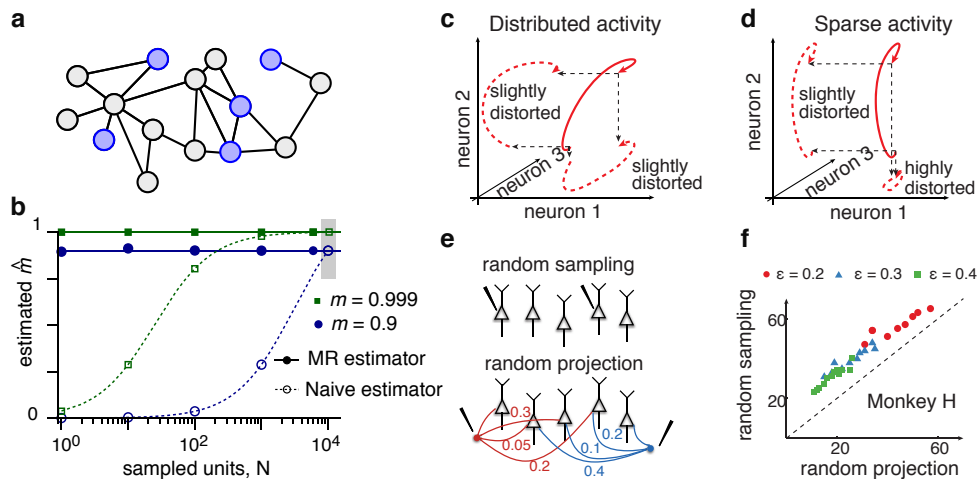 a
b
1
estimated m̂
0
10⁰
10²
10⁴
sampled units, N
m = 0.999
m = 0.9
MR estimator
Naive estimator
c
Distributed activity
neuron 2
slightly
distorted
neuron 3
slightly
distorted
neuron 1
d
Sparse activity
neuron 2
slightly
distorted
neuron 3
highly
distorted
neuron 1
e
random sampling
random projection
0.3
0.05
0.2
0.2
0.1
0.4
f
ε = 0.2
ε = 0.3
ε = 0.4
random sampling
60
20
Monkey H
20
60
random projection